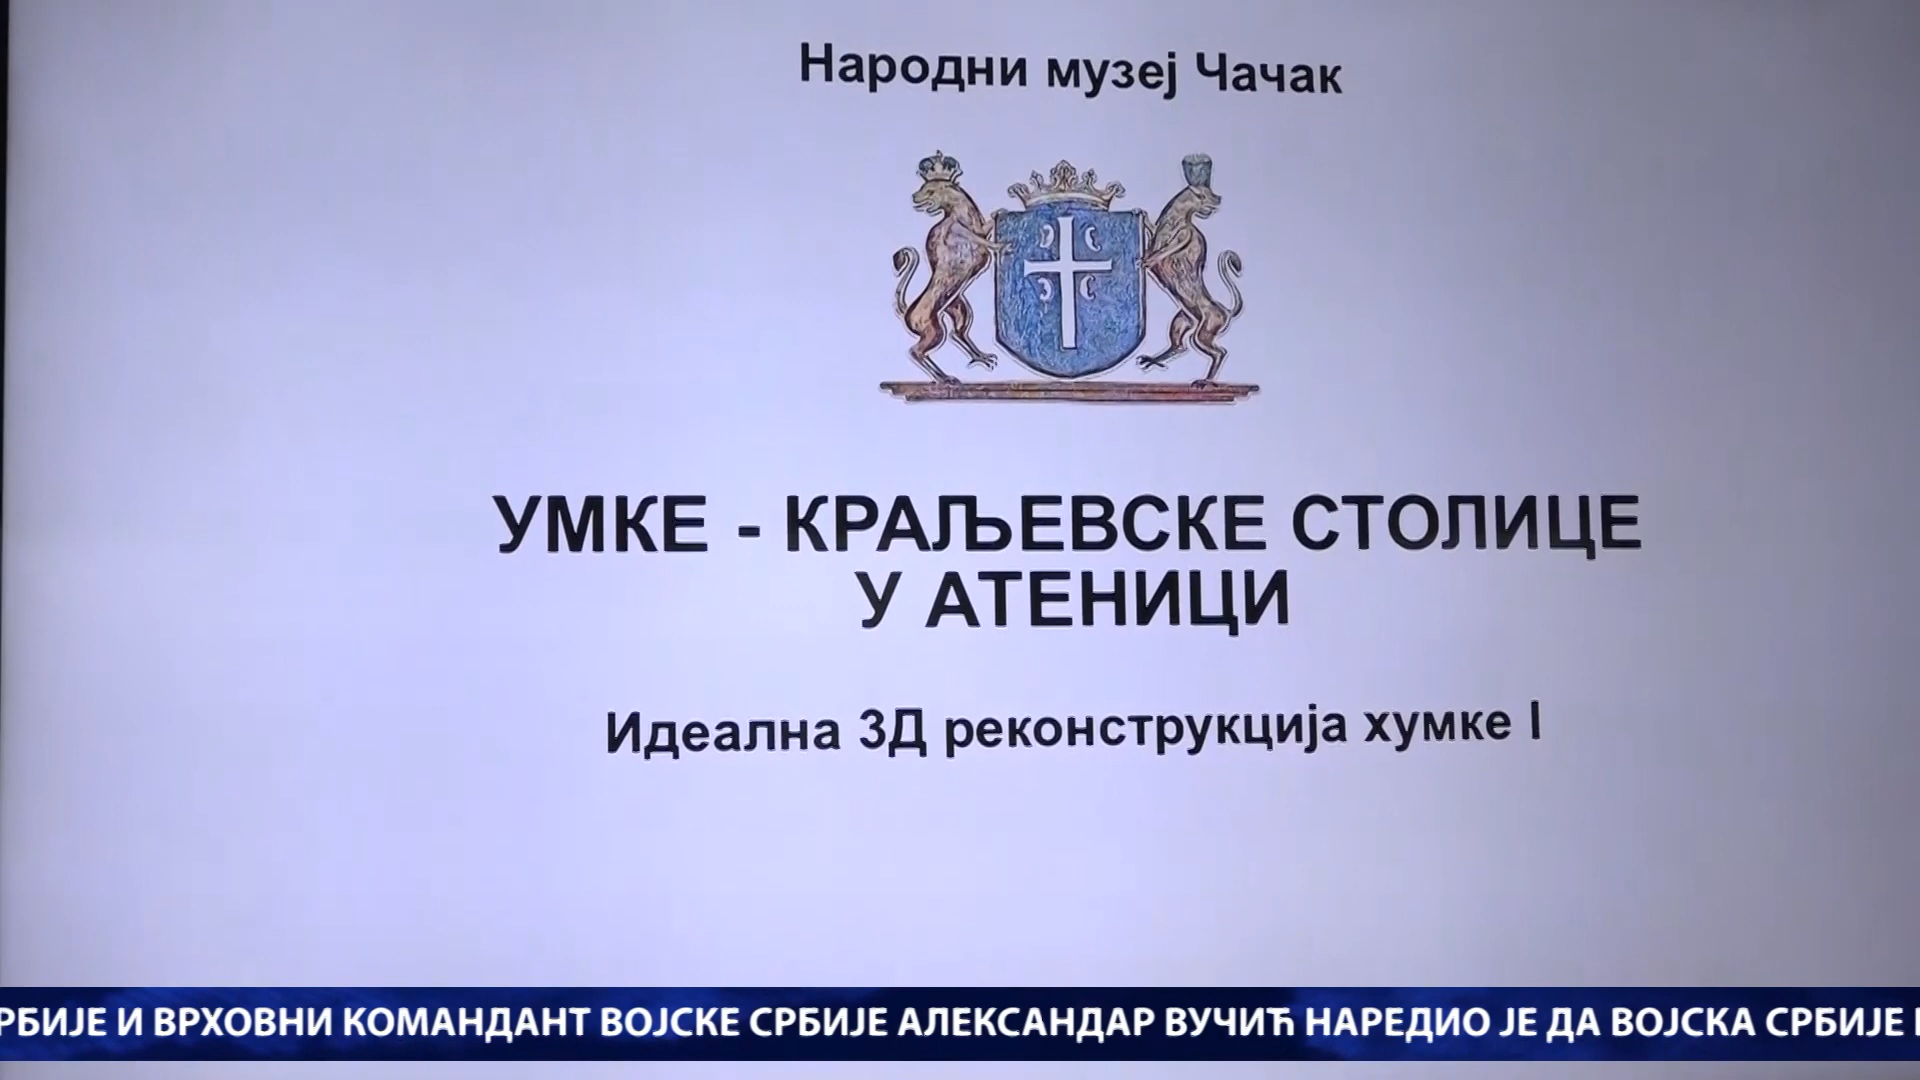 Народни музеј Чачак
УМКЕ - КРАЉЕВСКЕ СТОЛИЦЕ
У АТЕНИЦИ
Идеална 3Д реконструкција хумке I
РБИЈЕ И ВРХОВНИ КОМАНДАНТ ВОЈСКЕ СРБИЈЕ АЛЕКСАНДАР ВУЧИЋ НАРЕДИО ЈЕ ДА ВОЈСКА СРБИЈЕ